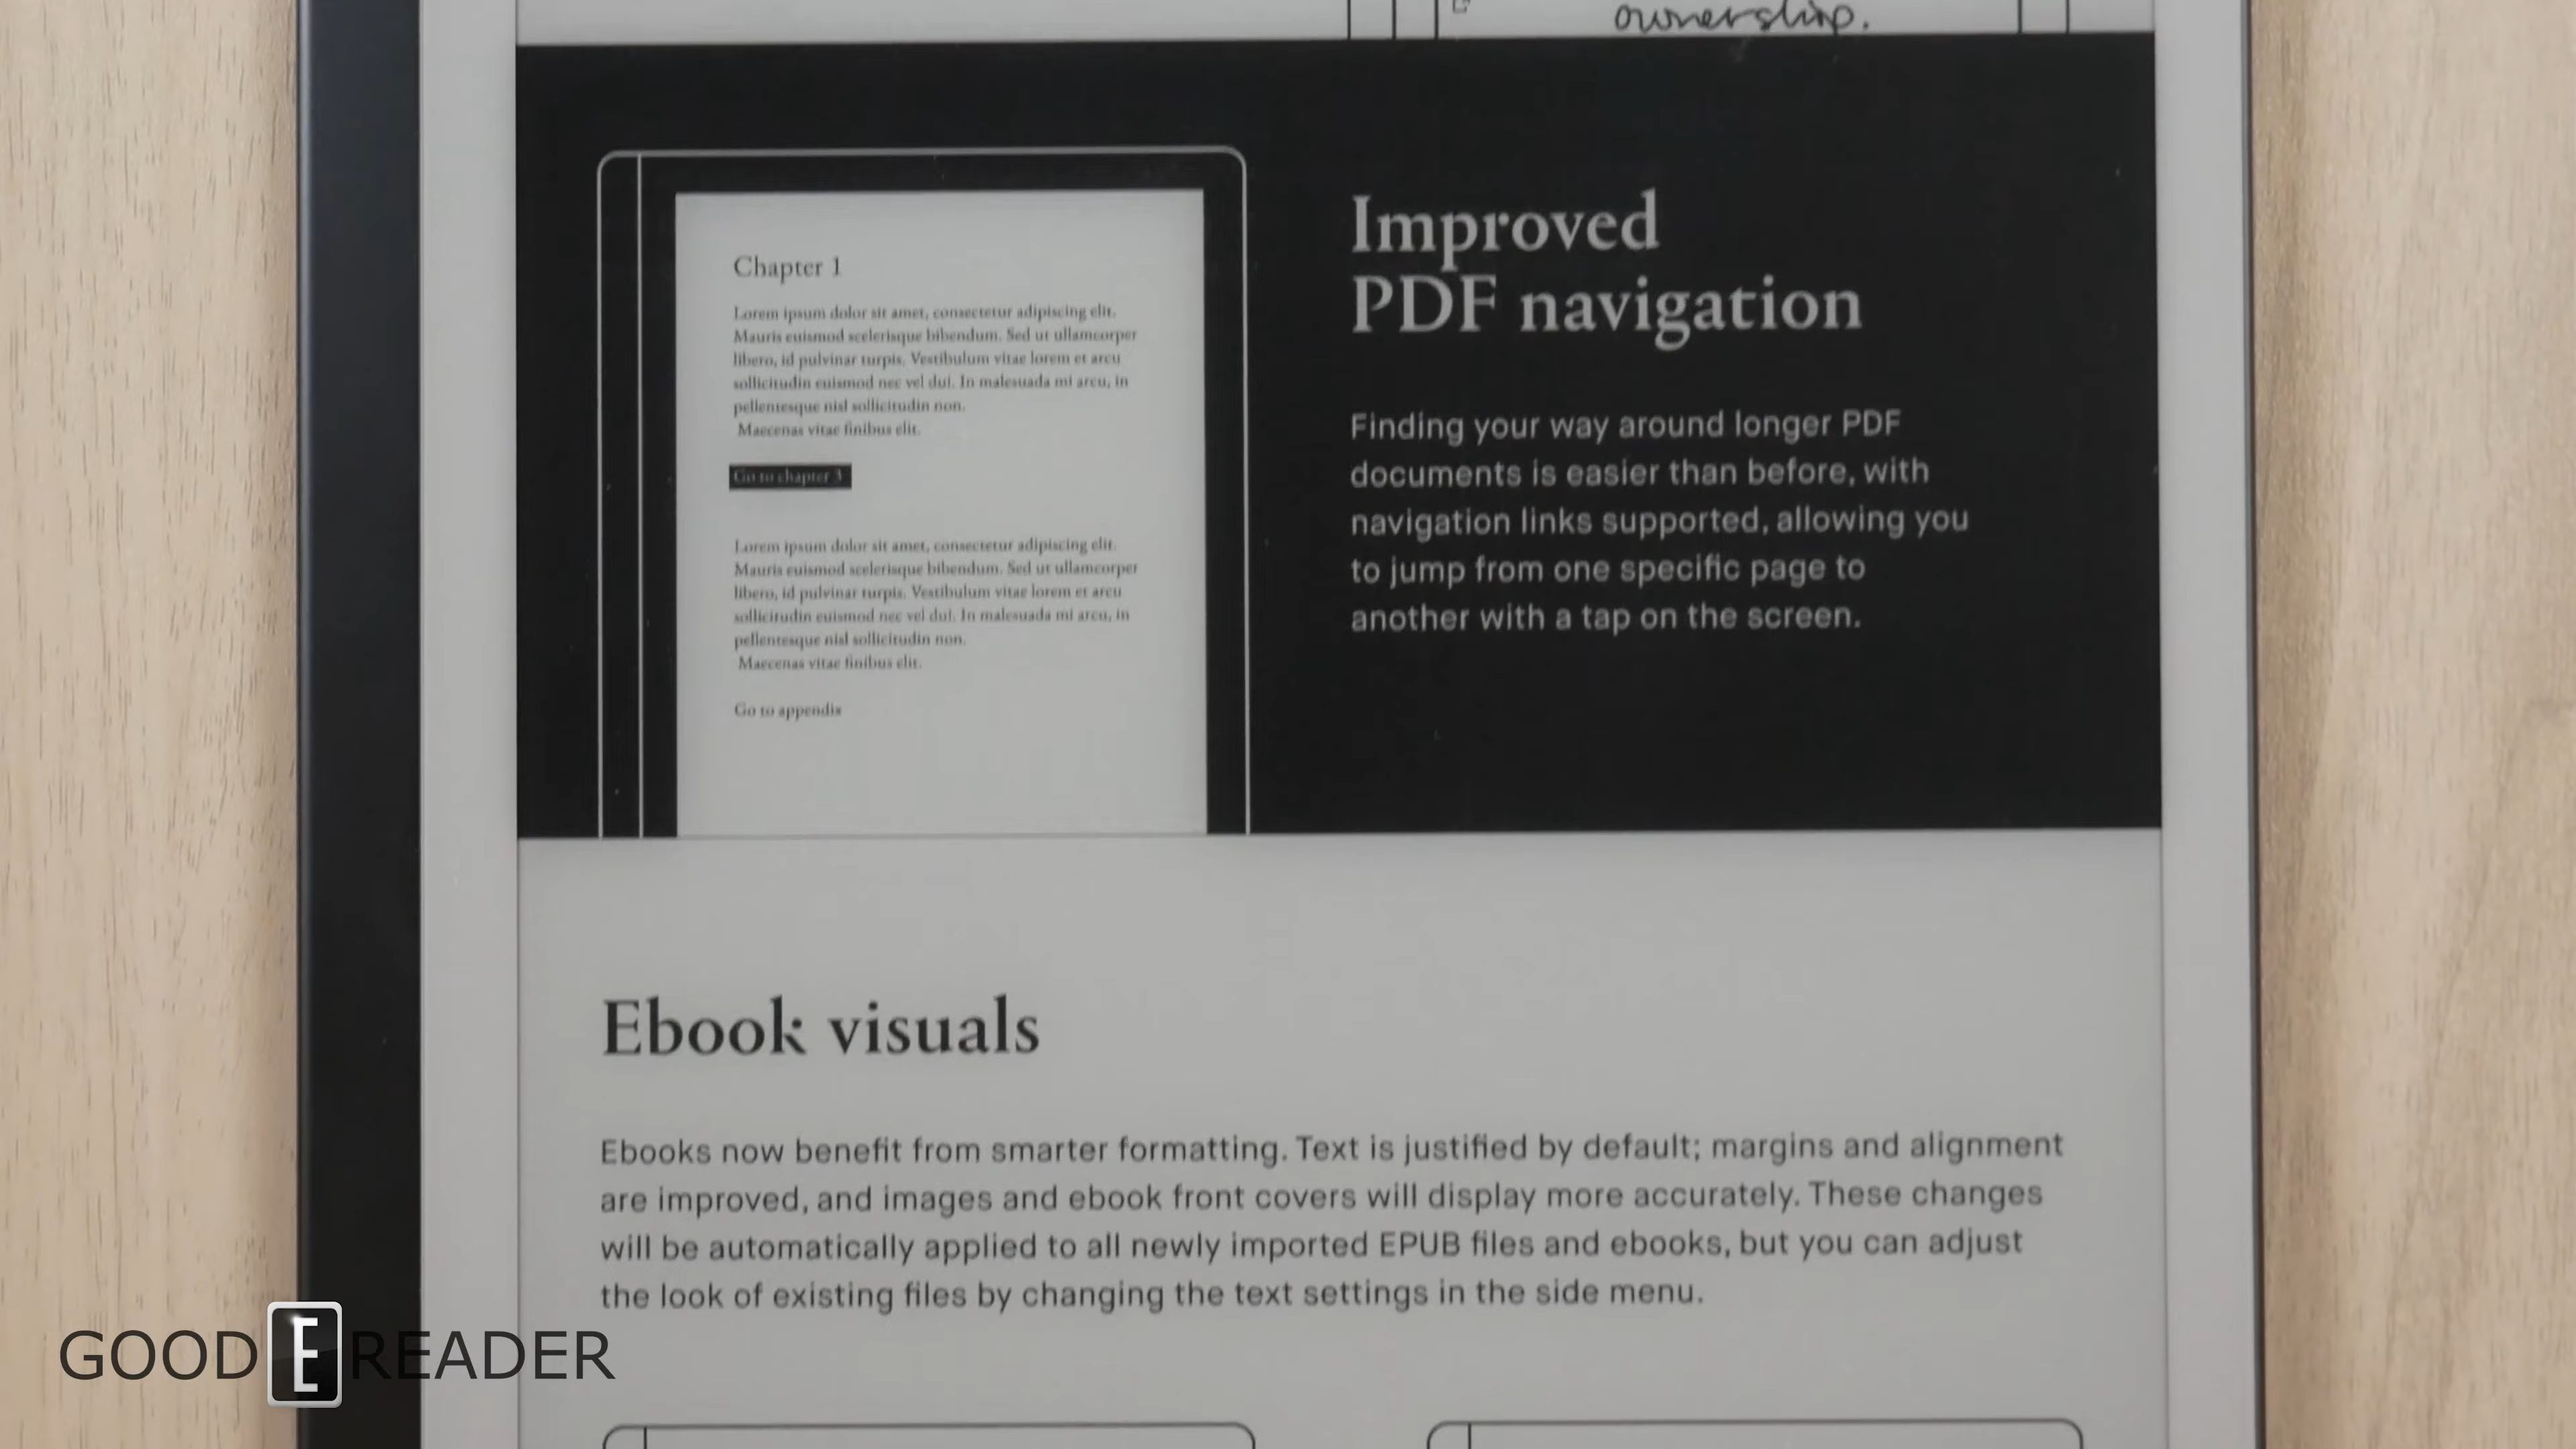 ownership.
Chapter 1
Lorem ipsum dolor sit amet, consectetur adipiscing elit.
Mauris euismod scelerisque bibendum. Sed ut ullamcorper
libero, id pulvinar turpis. Vestibulum vitae lorem et arcu
sollicitudin euismod nec vel dui. In malesuada mi arcu, in
pellentesque nisl sollicitudin non.
Maecenas vitae finibus elit.
Go to chapter 3
Lorem ipsum dolor sit amet, consectetur adipiscing elit.
Mauris euismod scelerisque bibendum. Sed ut ullamcorper
libero, id pulvinar turpis. Vestibulum vitae lorem et arcu
sollicitudin euismod nec vel dui. In malesuada mi arcu, in
pellentesque nisl sollicitudin non.
Maecenas vitae finibus elit.
Go to appendix
Improved
PDF navigation
Finding your way around longer PDF
documents is easier than before, with
navigation links supported, allowing you
to jump from one specific page to
another with a tap on the screen.
Ebook visuals
Ebooks now benefit from smarter formatting. Text is justified by default; margins and alignment
are improved, and images and ebook front covers will display more accurately. These changes
will be automatically applied to all newly imported EPUB files and ebooks, but you can adjust
the look of existing files by changing the text settings in the side menu.
GOOD E READER